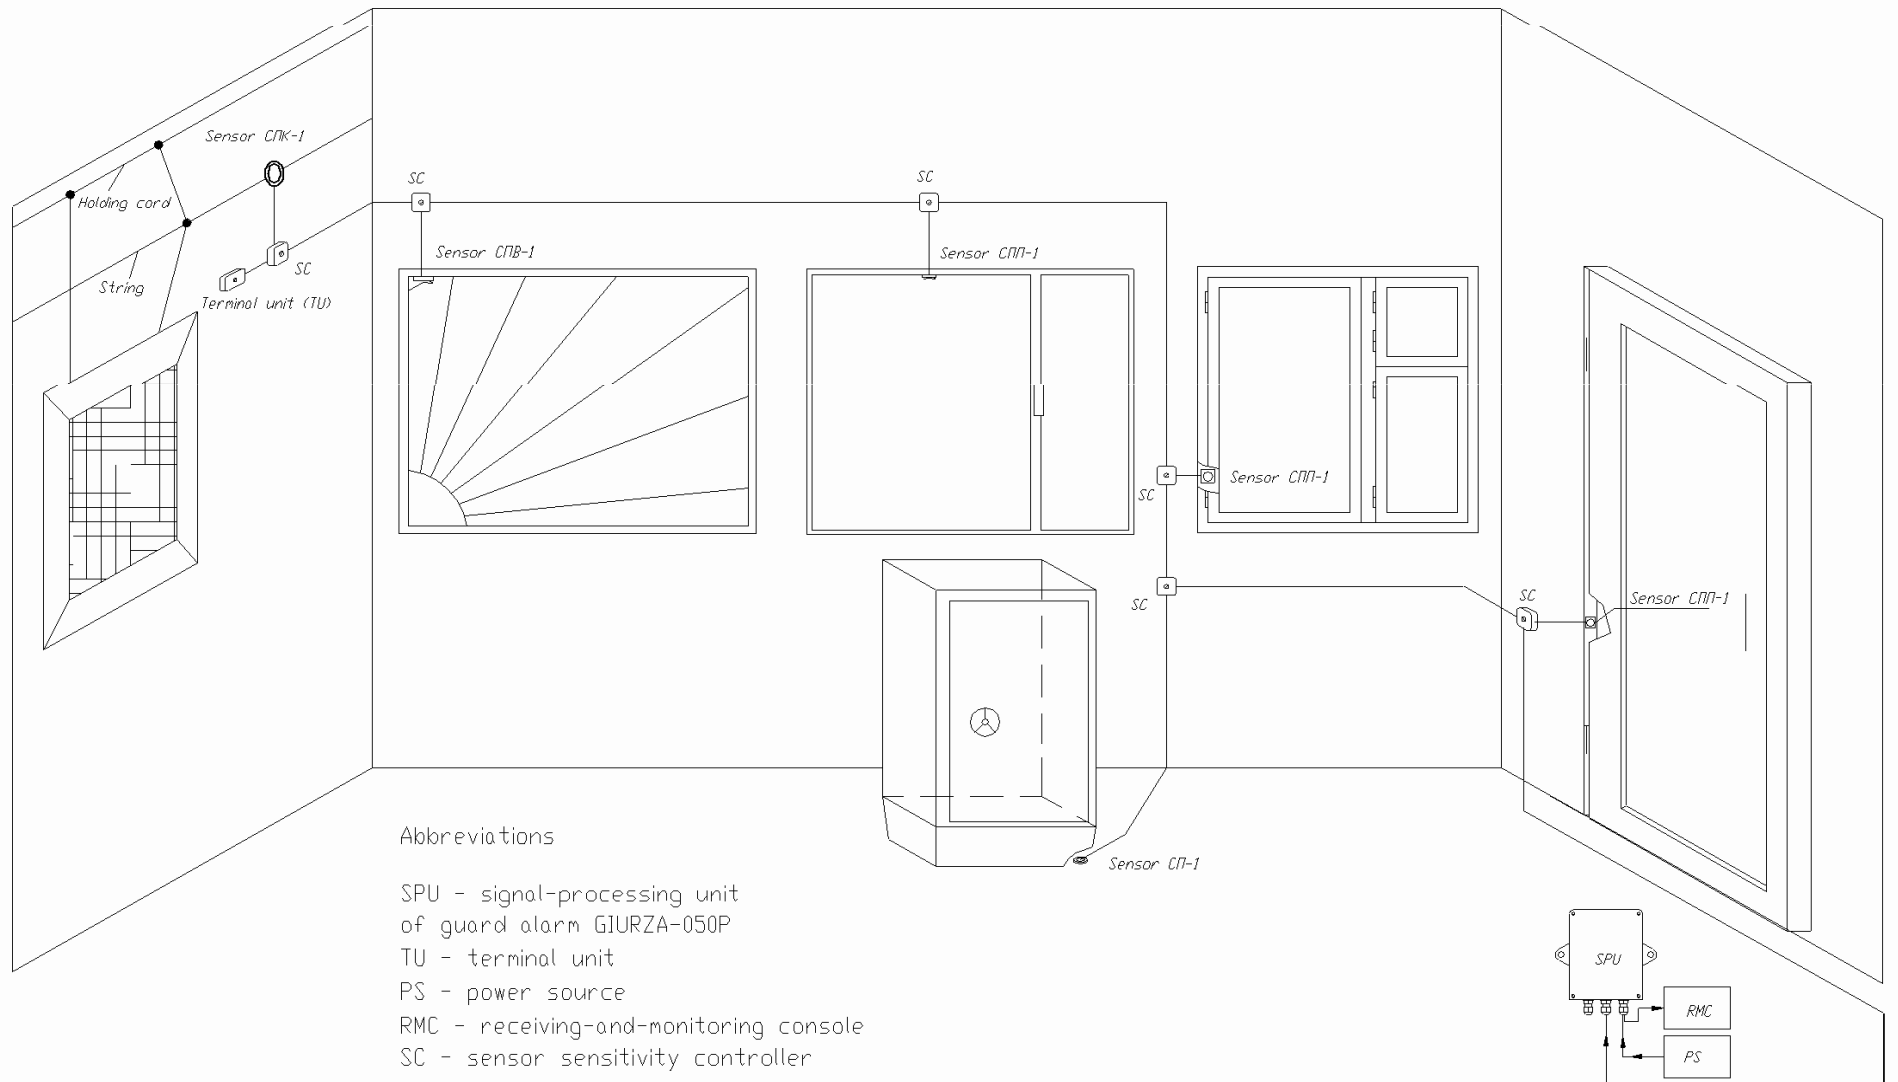 Sensor СПК-1
Holding cord
String
SC
Terminal unit (TU)
SC
Sensor СПВ-1
SC
Sensor СПП-1
SC
Sensor СПП-1
SC
SC
Sensor СПП-1
Sensor СП-1
Abbreviations
SPU - signal-processing unit
of guard alarm GIURZA-050P
TU - terminal unit
PS - power source
RMC - receiving-and-monitoring console
SC - sensor sensitivity controller
SPU
RMC
PS